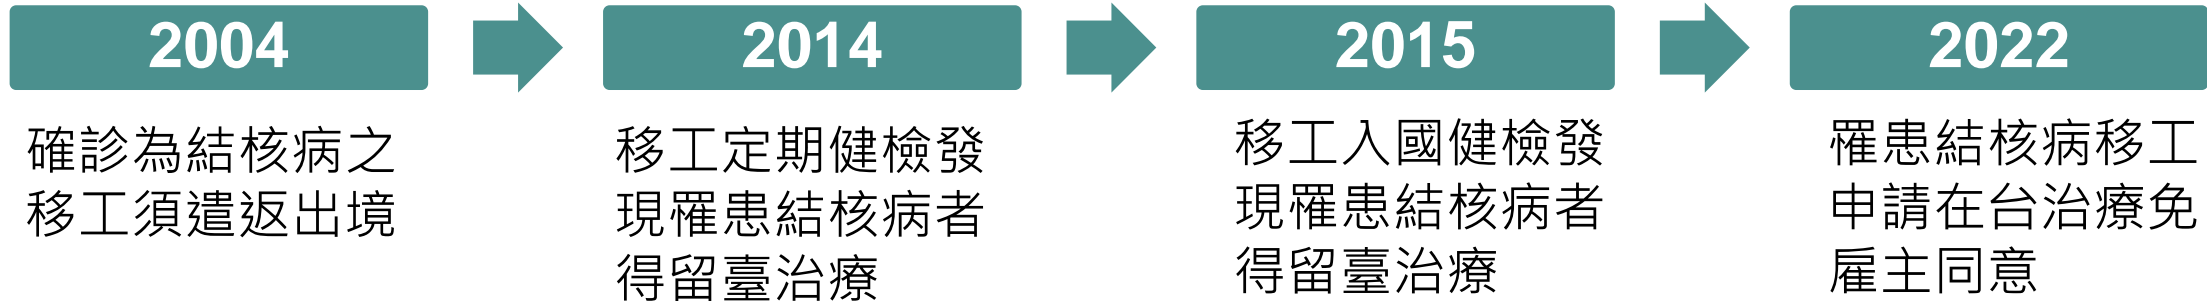 2004
確診為結核病之
移工須遣返出境
2014
移工定期健檢發
現罹患結核病者
得留臺治療
2015
移工入國健檢發
現罹患結核病者
得留臺治療
2022
罹患結核病移工
申請在台治療免
雇主同意